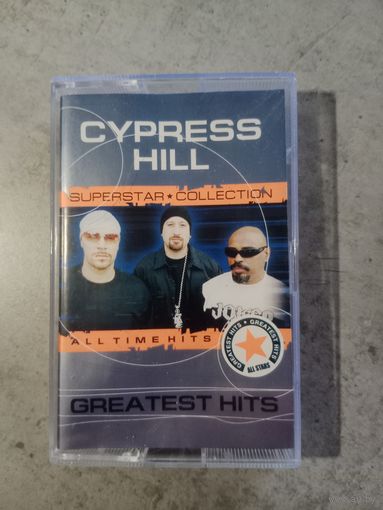 CYPRESS
HILL
SUPERSTAR★COLLECTION
ALL TIME HITS
GREATEST HITS • GREATEST HITS •
ALL STARS
GREATEST HITS